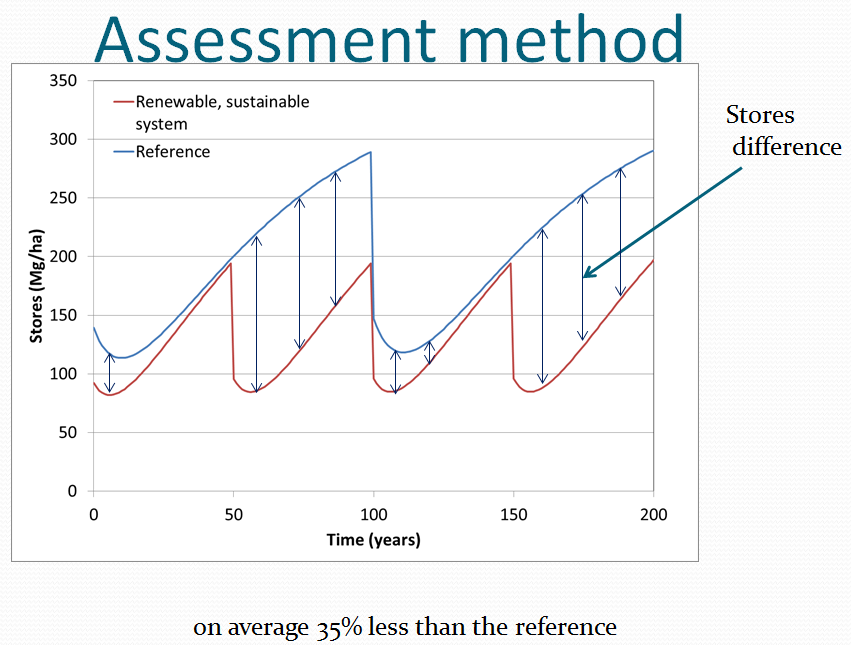 Assessment method
350
Renewable, sustainable
system
Reference
300
250
200
150
100
50
0
Stores (Mg/ha)
0 50 100 150 200
Time (years)
Stores
difference
on average 35% less than the reference